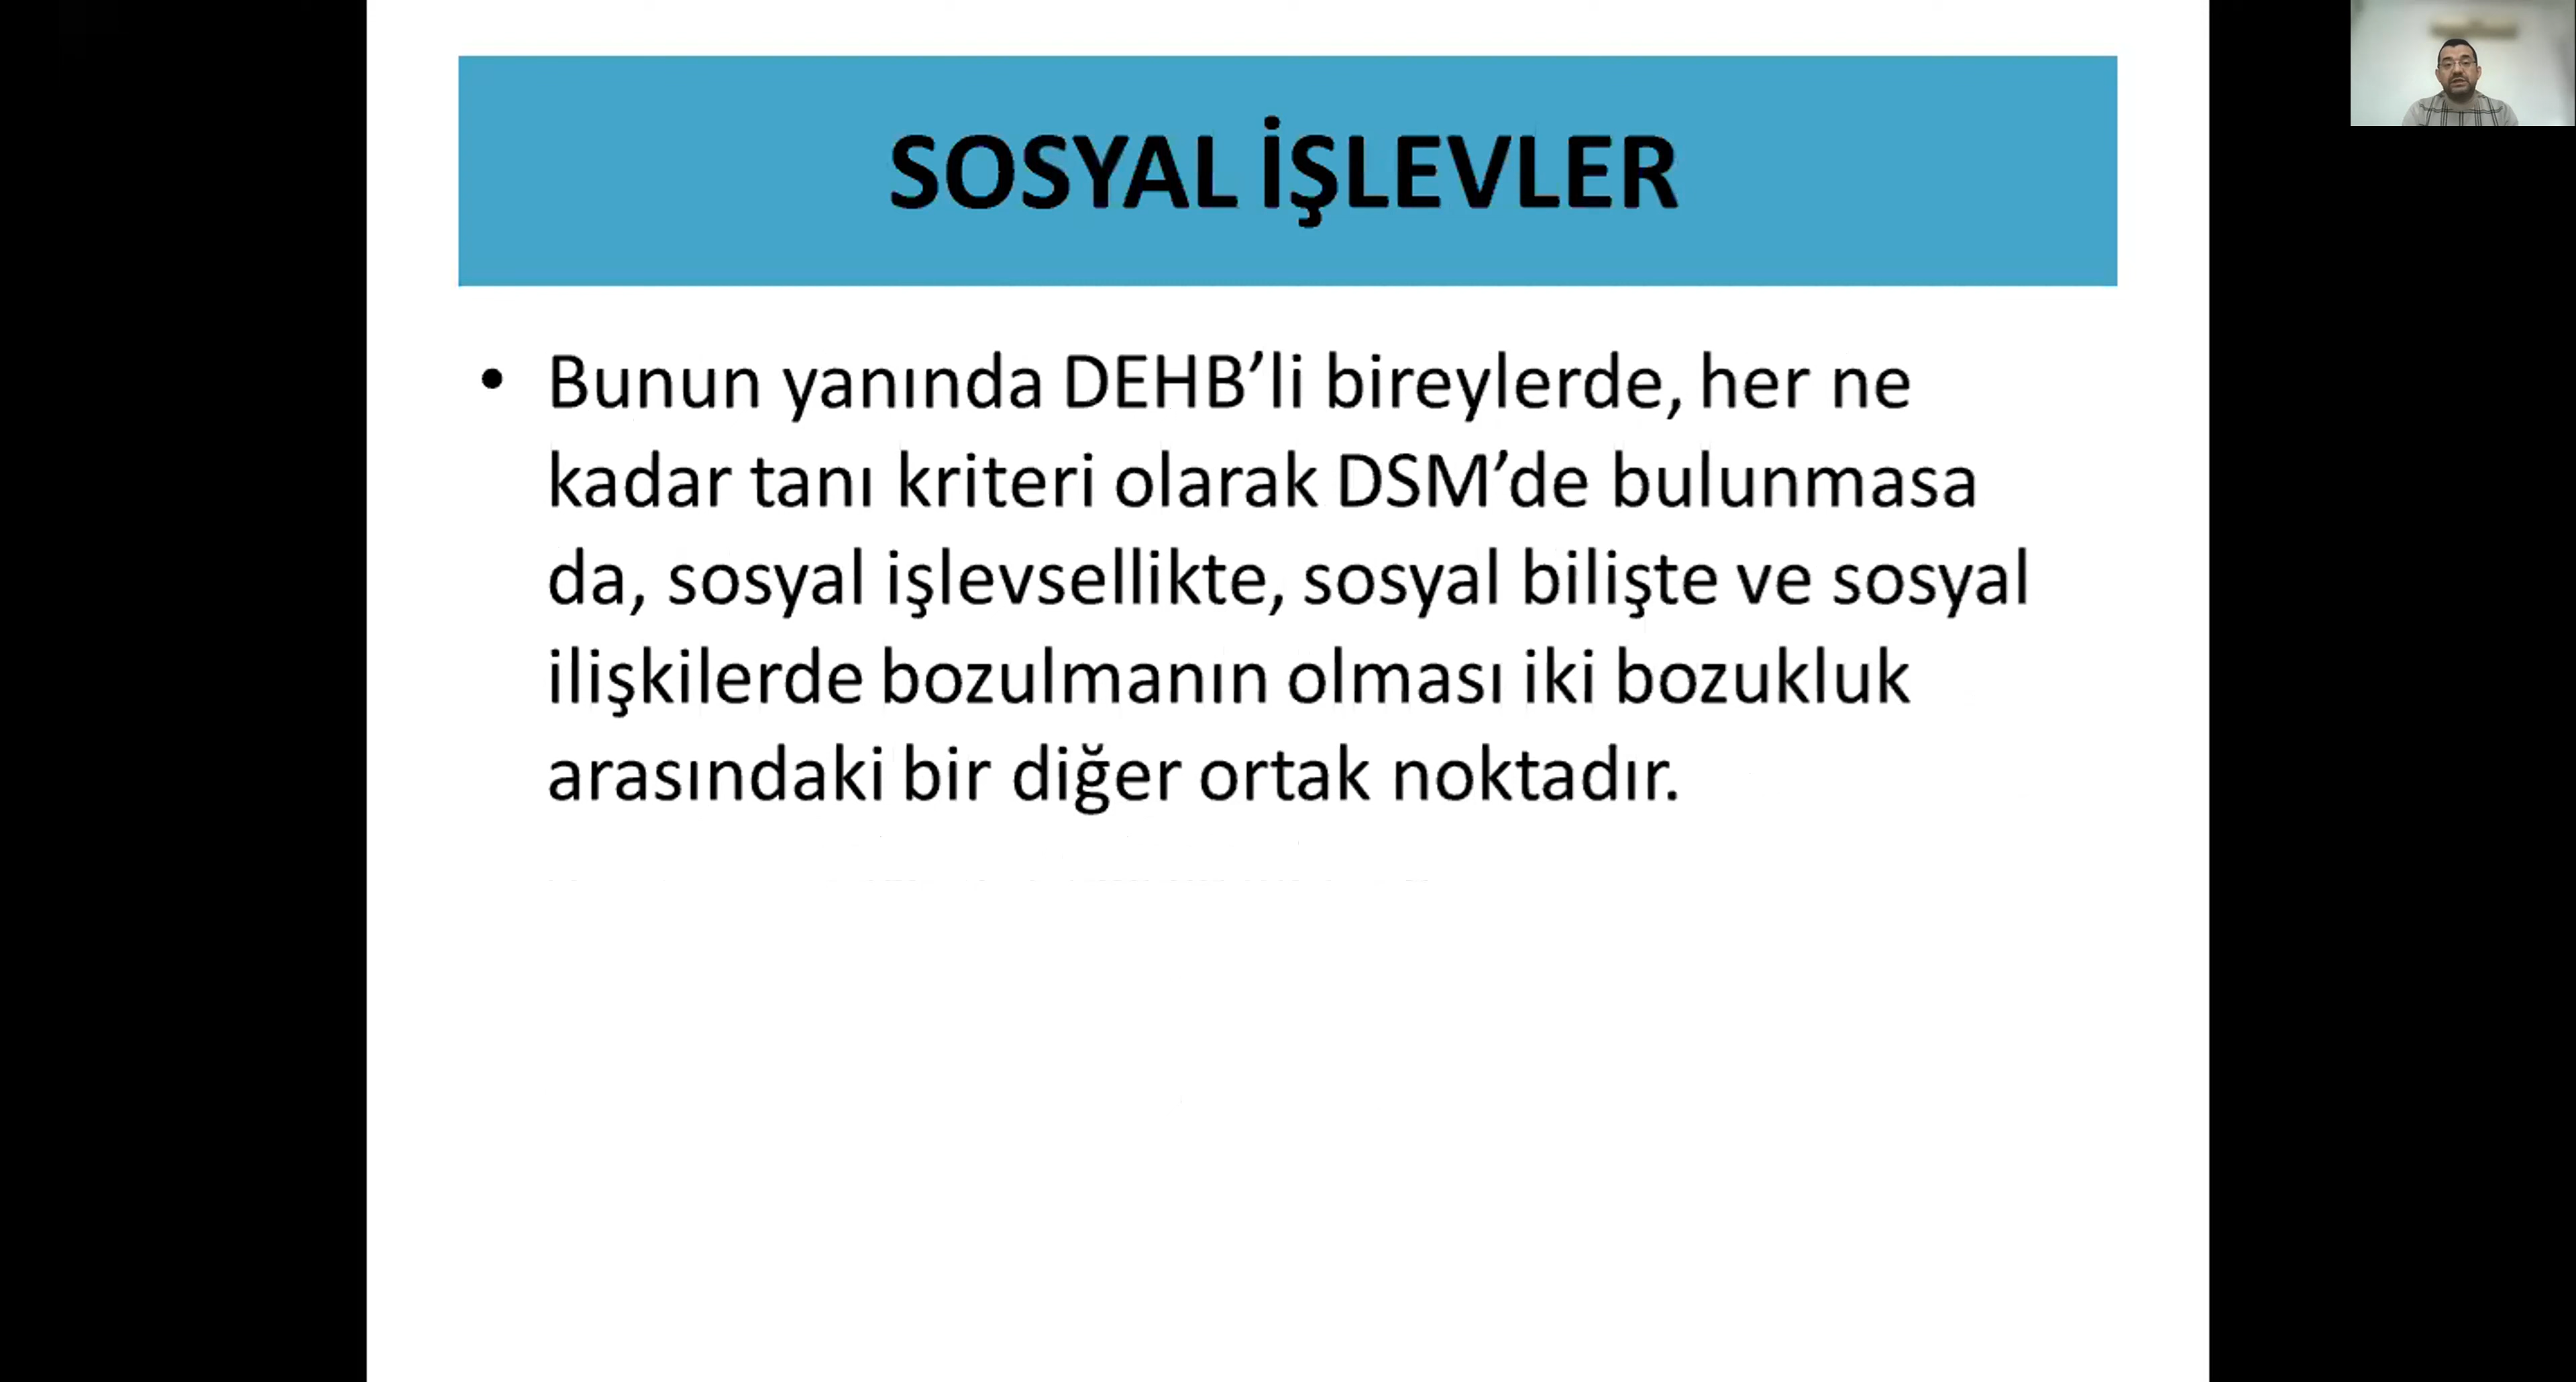 SOSYAL İŞLEVLER
• Bunun yanında DEHB’li bireylerde, her ne
kadar tanı kriteri olarak DSM’de bulunmasa
da, sosyal işlevsellikte, sosyal bilişte ve sosyal
ilişkilerde bozulmanın olması iki bozukluk
arasındaki bir diğer ortak noktadır.